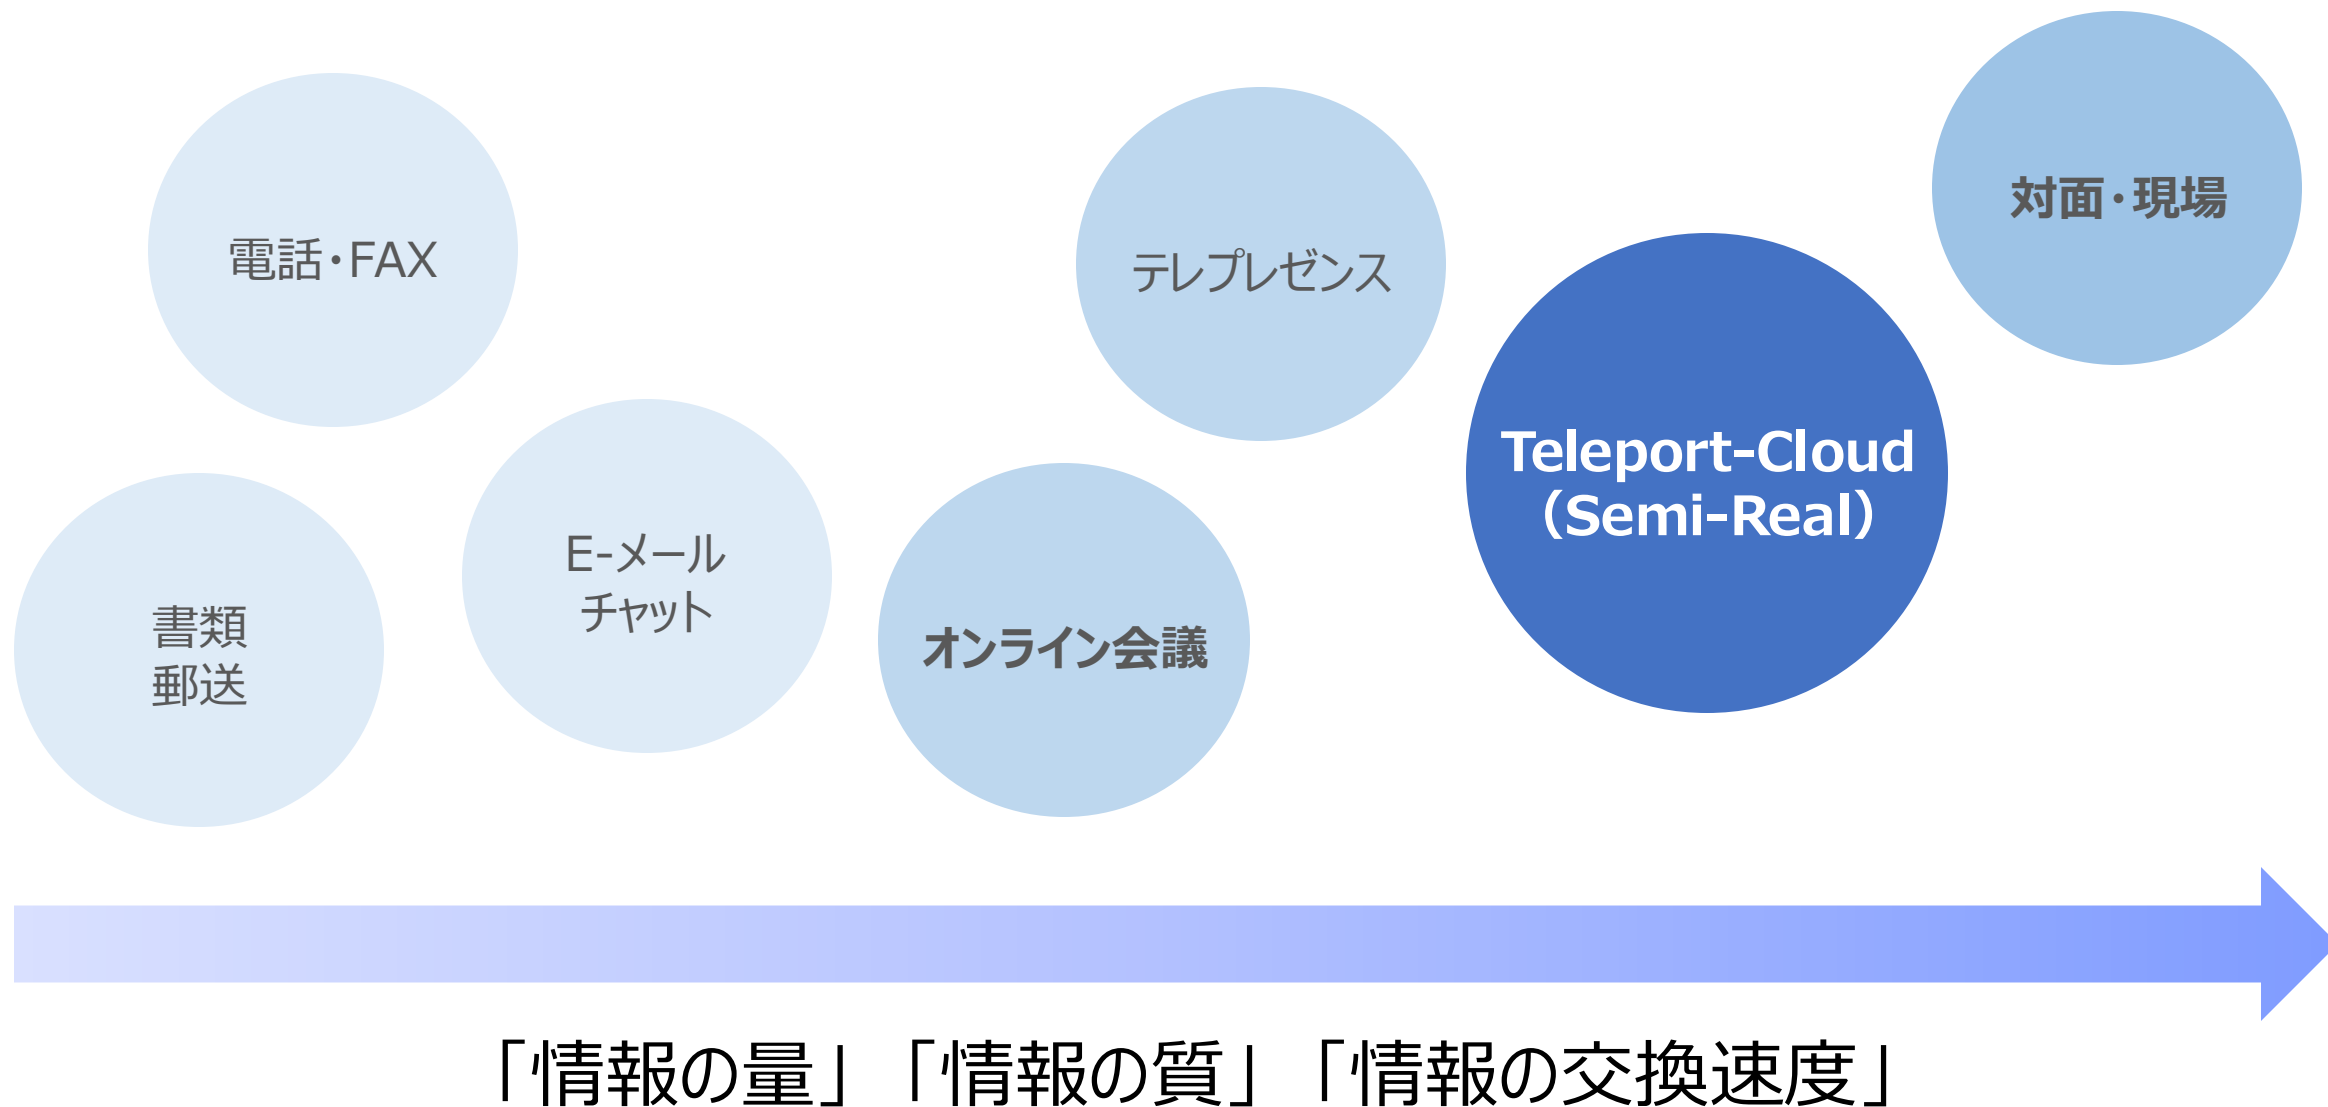 電話・FAX
書類
郵送
E-メール
チャット
オンライン会議
テレプレゼンス
Teleport-Cloud
(Semi-Real)
対面・現場
「情報の量」「情報の質」「情報の交換速度」